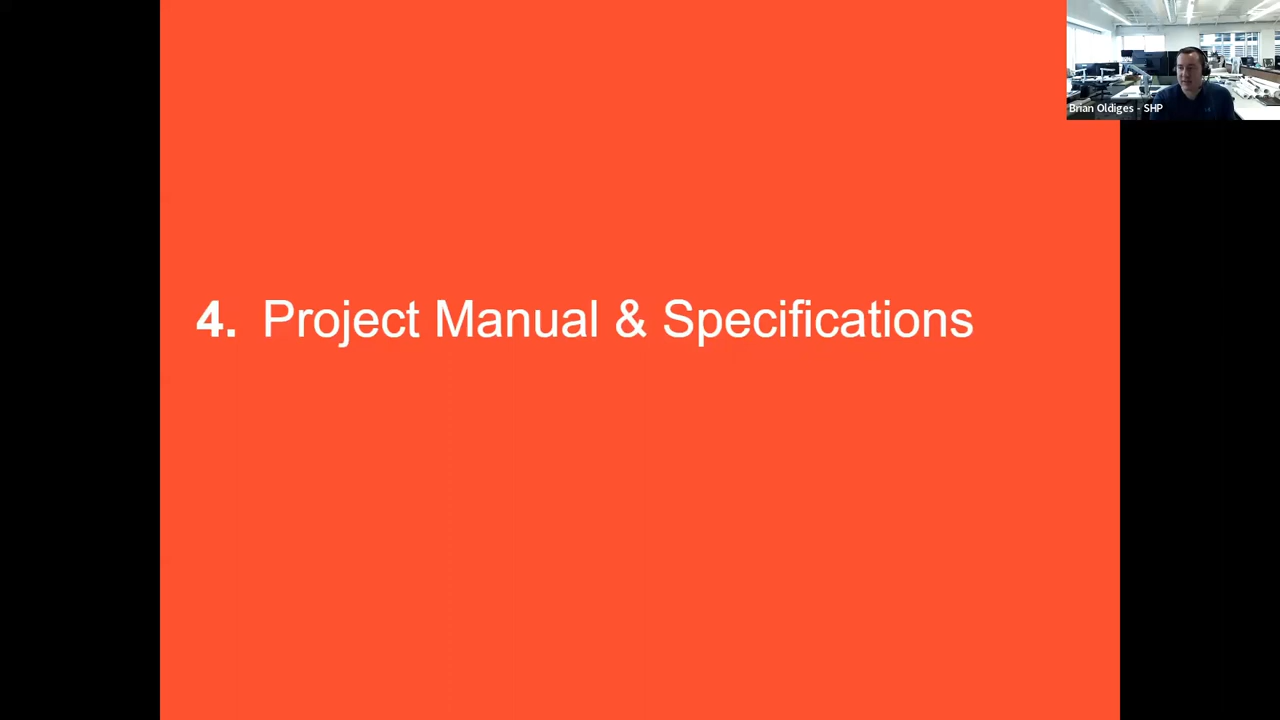 Brian Oldiges - SHP
4. Project Manual & Specifications